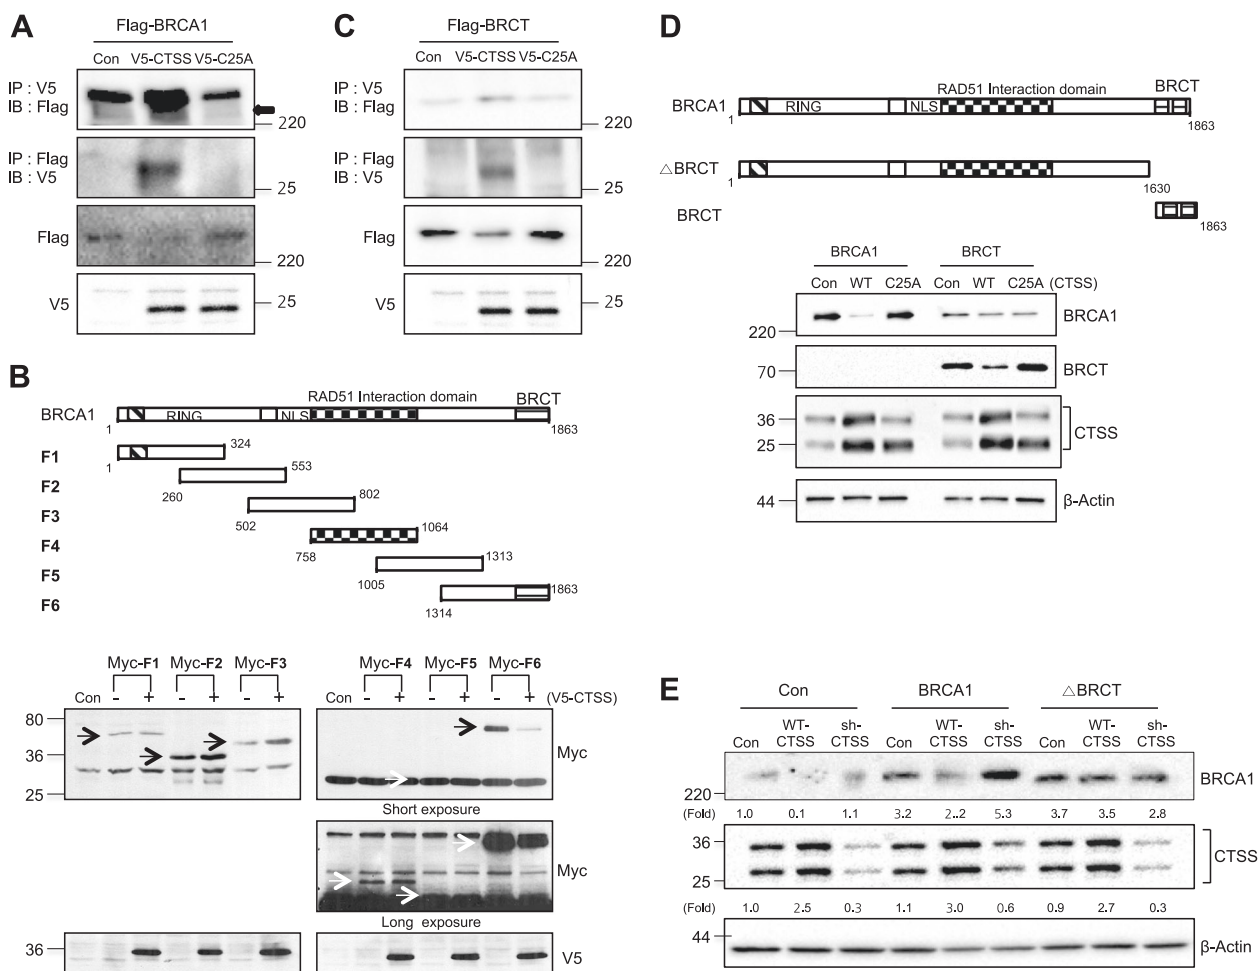 A
Flag-BRCA1
Con V5-CTSS V5-C25A
IP : V5
IB : Flag
220
IP : Flag
IB : V5
25
Flag
220
V5
25
C
Flag-BRCT
Con V5-CTSS V5-C25A
IP : V5
IB : Flag
220
IP : Flag
IB : V5
25
Flag
220
V5
25
B
RAD51 Interaction domain
BRCA1 RING NLS BRCT
1 1863
F1 1 324
F2 260 553
F3 502 802
F4 758 1064
F5 1005 1313
F6 1314 1863
Myc-F1 Myc-F2 Myc-F3
Con - + - + - +
80
36
25
36
Myc-F4 Myc-F5 Myc-F6
Con - + - + - + (V5-CTSS)
Myc
Short exposure
Myc
Long exposure
V5
D
RAD51 Interaction domain BRCT
BRCA1 RING NLS
1 1863
△BRCT
1 1630
BRCT
1863
BRCA1 BRCT
Con WT C25A Con WT C25A (CTSS)
220 BRCA1
70 BRCT
36
25 CTSS
44 β-Actin
E
Con BRCA1 △BRCT
Con WT-CTSS sh-CTSS Con WT-CTSS sh-CTSS Con WT-CTSS sh-CTSS
220 BRCA1
(Fold) 1.0 0.1 1.1 3.2 2.2 5.3 3.7 3.5 2.8
36
25 CTSS
(Fold) 1.0 2.5 0.3 1.1 3.0 0.6 0.9 2.7 0.3
44 β-Actin